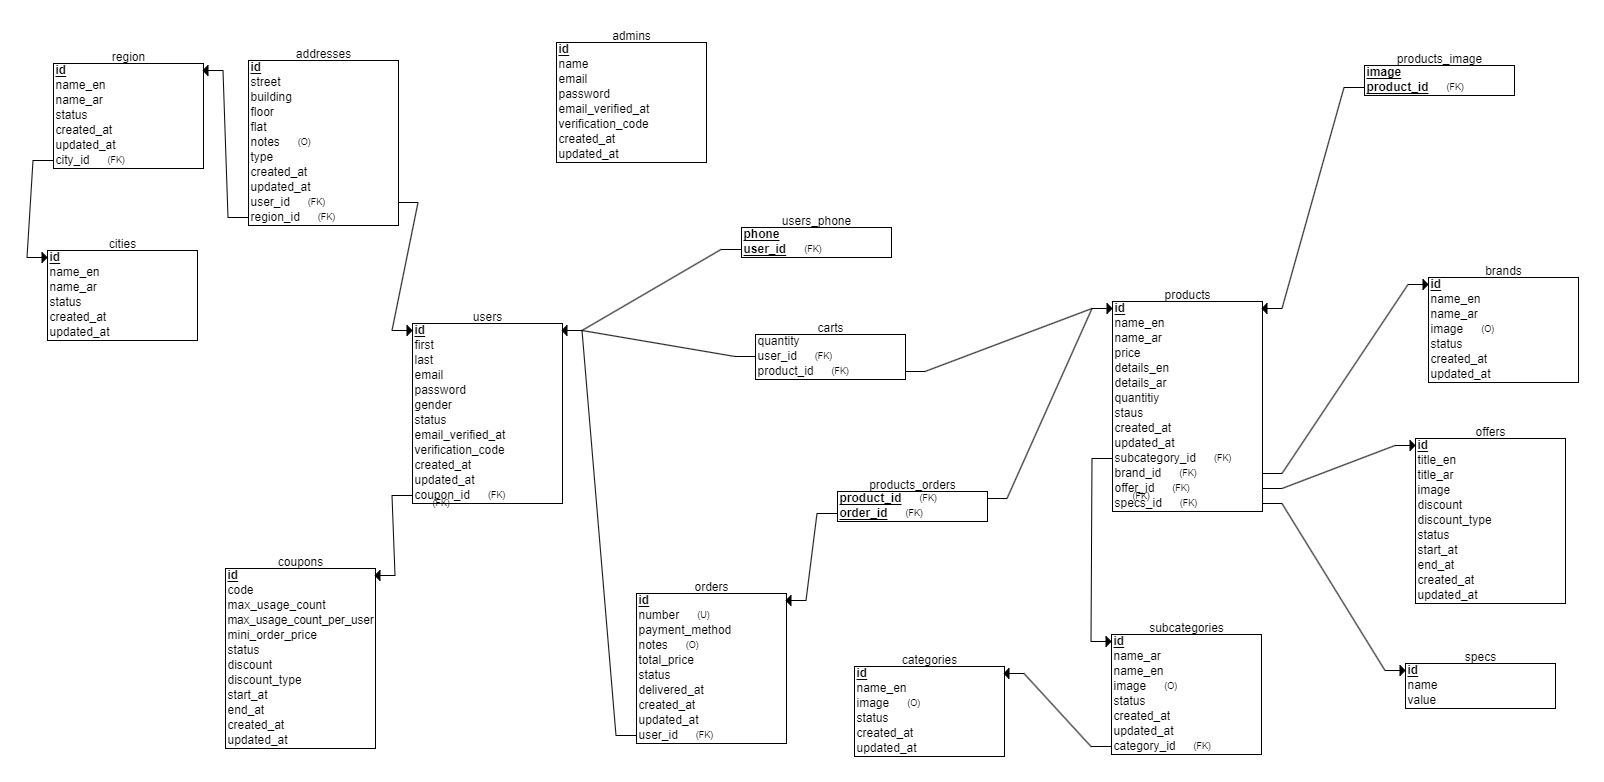 region
id
name_en
name_ar
status
created_at
updated_at
city_id (FK)
addresses
id
street
building
floor
flat
notes (O)
type
created_at
updated_at
user_id (FK)
region_id (FK)
admins
id
name
email
password
email_verified_at
verification_code
created_at
updated_at
products_image
image
product_id (FK)
cities
id
name_en
name_ar
status
created_at
updated_at
users_phone
phone
user_id (FK)
users
id
first
last
email
password
gender
status
email_verified_at
verification_code
created_at
updated_at
coupon_id (FK)
(FK)
carts
quantity
user_id (FK)
product_id (FK)
products
id
name_en
name_ar
price
details_en
details_ar
quantitiy
staus
created_at
updated_at
subcategory_id (FK)
brand_id (FK)
offer_id (FK)
(FK)
specs_id (FK)
brands
id
name_en
name_ar
image (O)
status
created_at
updated_at
offers
id
title_en
title_ar
image
discount
discount_type
status
start_at
end_at
created_at
updated_at
products_orders
product_id (FK)
order_id (FK)
coupons
id
code
max_usage_count
max_usage_count_per_user
mini_order_price
status
discount
discount_type
start_at
end_at
created_at
updated_at
orders
id
number (U)
payment_method
notes (O)
total_price
status
delivered_at
created_at
updated_at
user_id (FK)
categories
id
name_en
image (O)
status
created_at
updated_at
subcategories
id
name_ar
name_en
image (O)
status
created_at
updated_at
category_id (FK)
specs
id
name
value